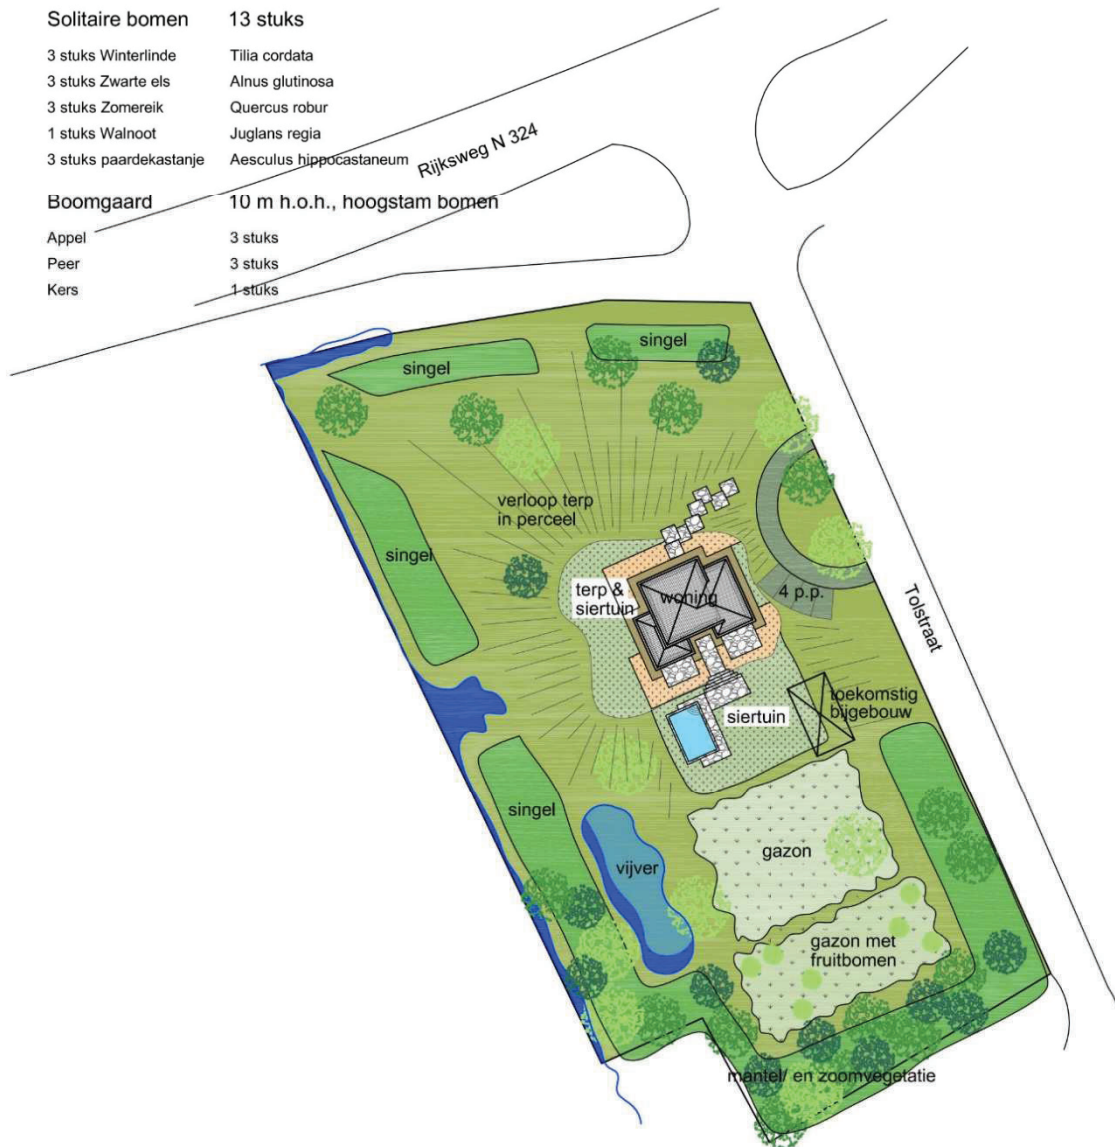 Solitaire bomen 13 stuks
3 stuks Winterlinde Tilia cordata
3 stuks Zwarte els Alnus glutinosa
3 stuks Zomereik Quercus robur
1 stuks Walnoot Juglans regia
3 stuks paardekastanje Aesculus hippocastaneum
Rijksweg N 324
Boomgaard 10 m h.o.h., hoogstam bomen
Appel 3 stuks
Peer 3 stuks
Kers 1 stuks
singel
singel
verloop terp
in perceel
singel
terp &
siertuin
woning
4 p.p.
Tolstraat
toekomstig
bijgebouw
siertuin
singel
gazon
vijver
gazon met
fruitbomen
mantel/ en zoomvegetatie